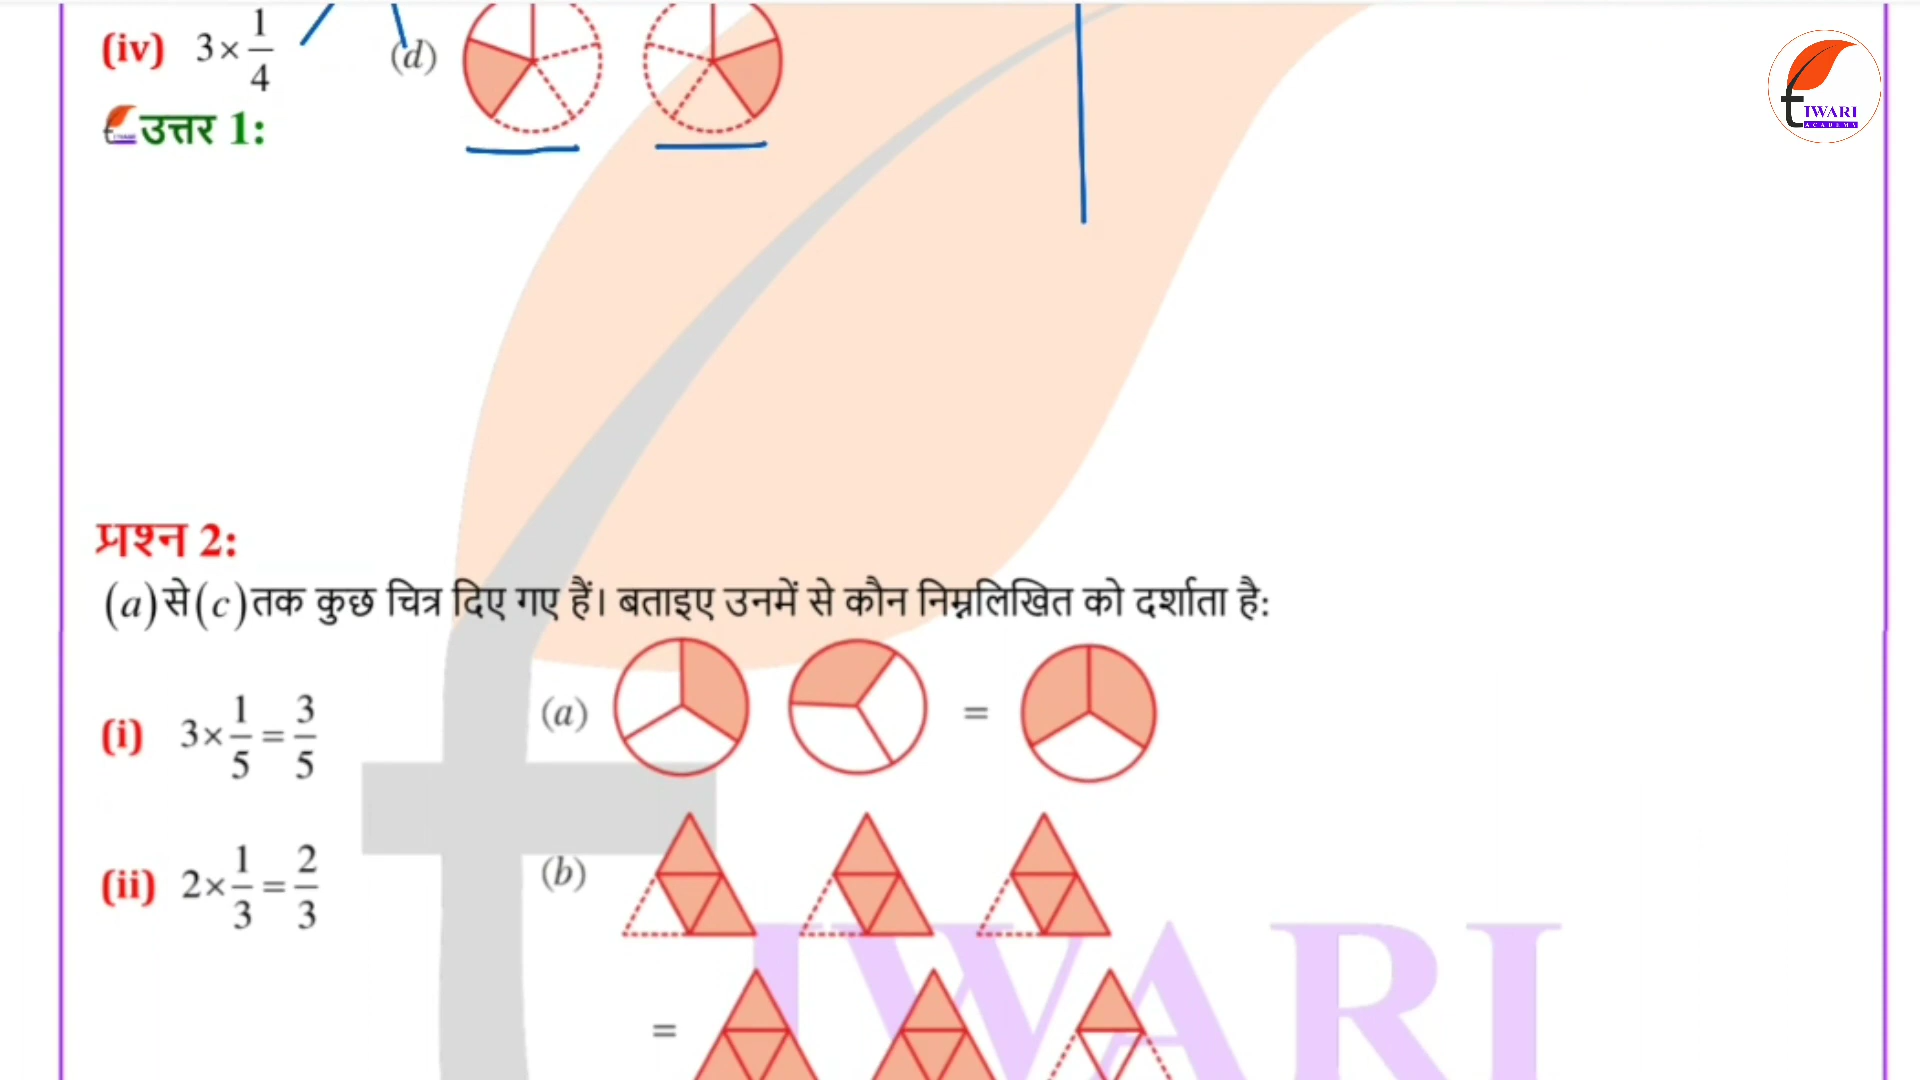 (iv) 3 × 1/4 (d)
उत्तर 1:
प्रश्न 2:
(a) से (c) तक कुछ चित्र दिए गए हैं। बताइए उनमें से कौन निम्नलिखित को दर्शाता है:
(i) 3 × 1/5 = 3/5 (a) =
(ii) 2 × 1/3 = 2/3 (b)
=
IWARI
TIWARI
ACADEMY